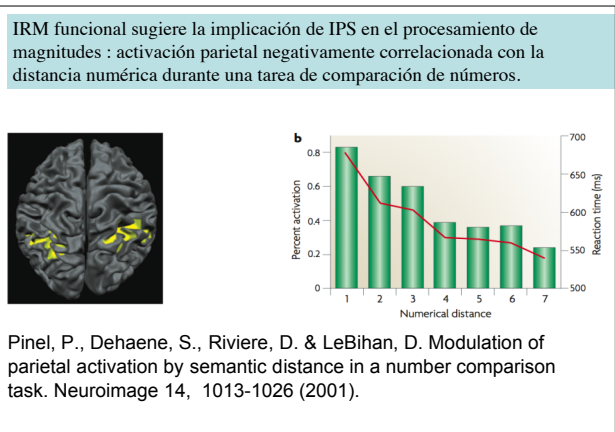 IRM funcional sugiere la implicación de IPS en el procesamiento de
magnitudes : activación parietal negativamente correlacionada con la
distancia numérica durante una tarea de comparación de números.
b
Percent activation
0.8
0.6
0.4
0.2
0
700
650
600
550
500
Reaction time (ms)
1 2 3 4 5 6 7
Numerical distance
Pinel, P., Dehaene, S., Riviere, D. & LeBihan, D. Modulation of
parietal activation by semantic distance in a number comparison
task. Neuroimage 14, 1013-1026 (2001).